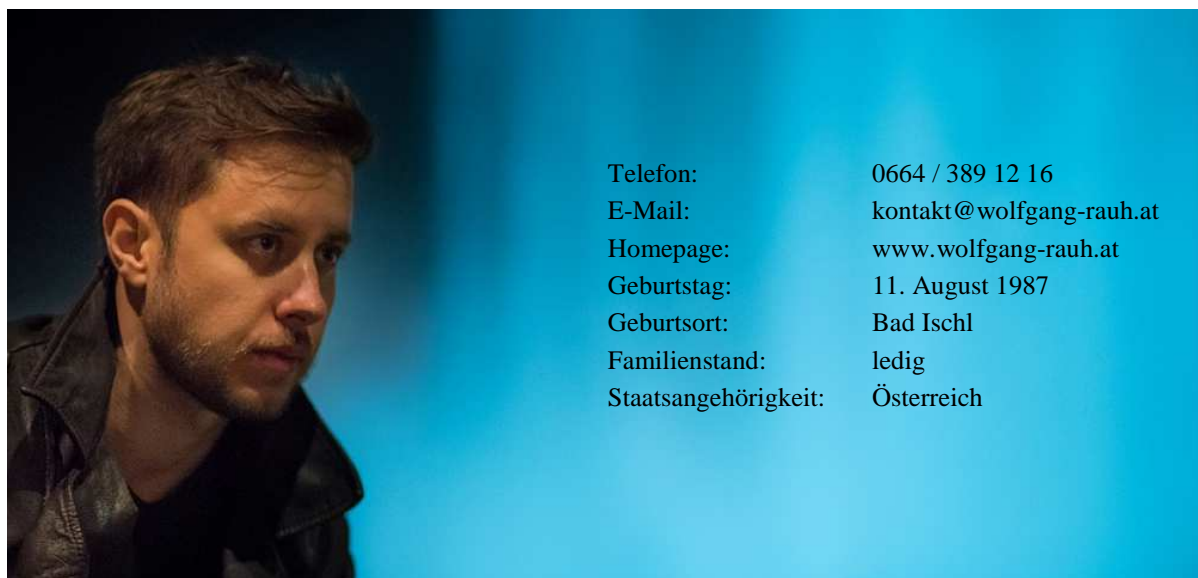 Telefon: 0664 / 389 12 16
E-Mail: kontakt@wolfgang-rauh.at
Homepage: www.wolfgang-rauh.at
Geburtstag: 11. August 1987
Geburtsort: Bad Ischl
Familienstand: ledig
Staatsangehörigkeit: Österreich